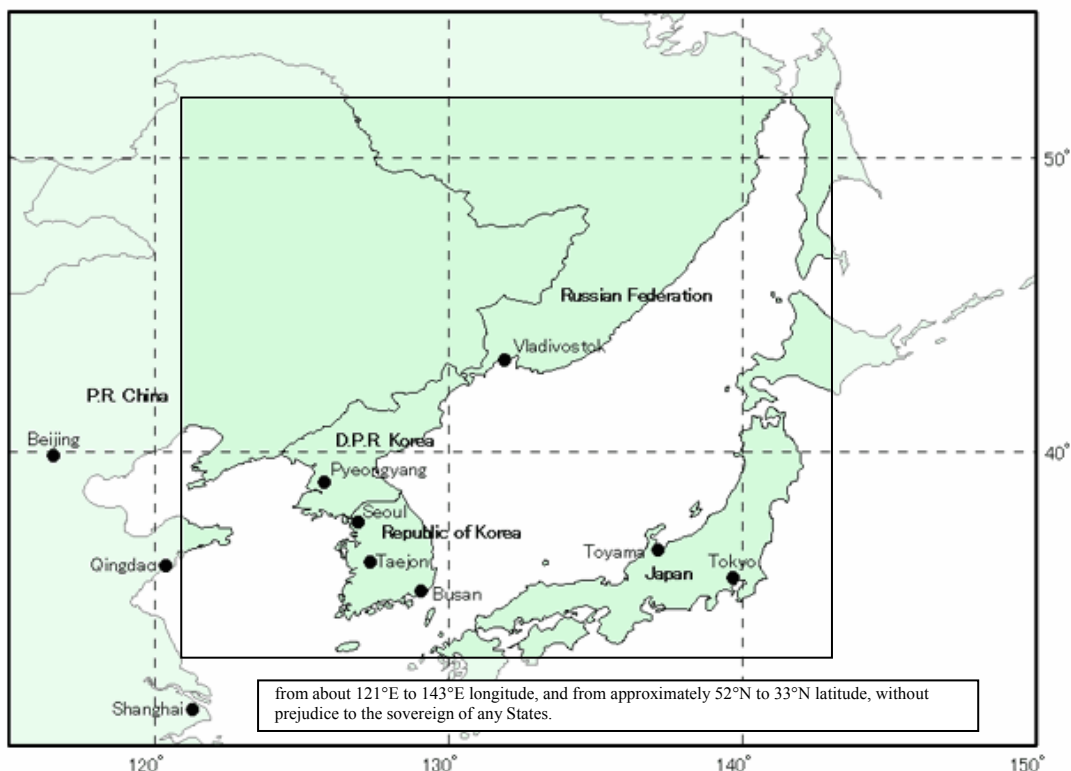 50°
Russian Federation
Vladivostok
P.R. China
Beijing
D.P.R. Korea
40°
Pyeongyang
Seoul
Republic of Korea
Qingdao
Taejon
Toyama
Tokyo
Japan
Busan
from about 121°E to 143°E longitude, and from approximately 52°N to 33°N latitude, without
prejudice to the sovereign of any States.
Shanghai
120°
130°
140°
150°